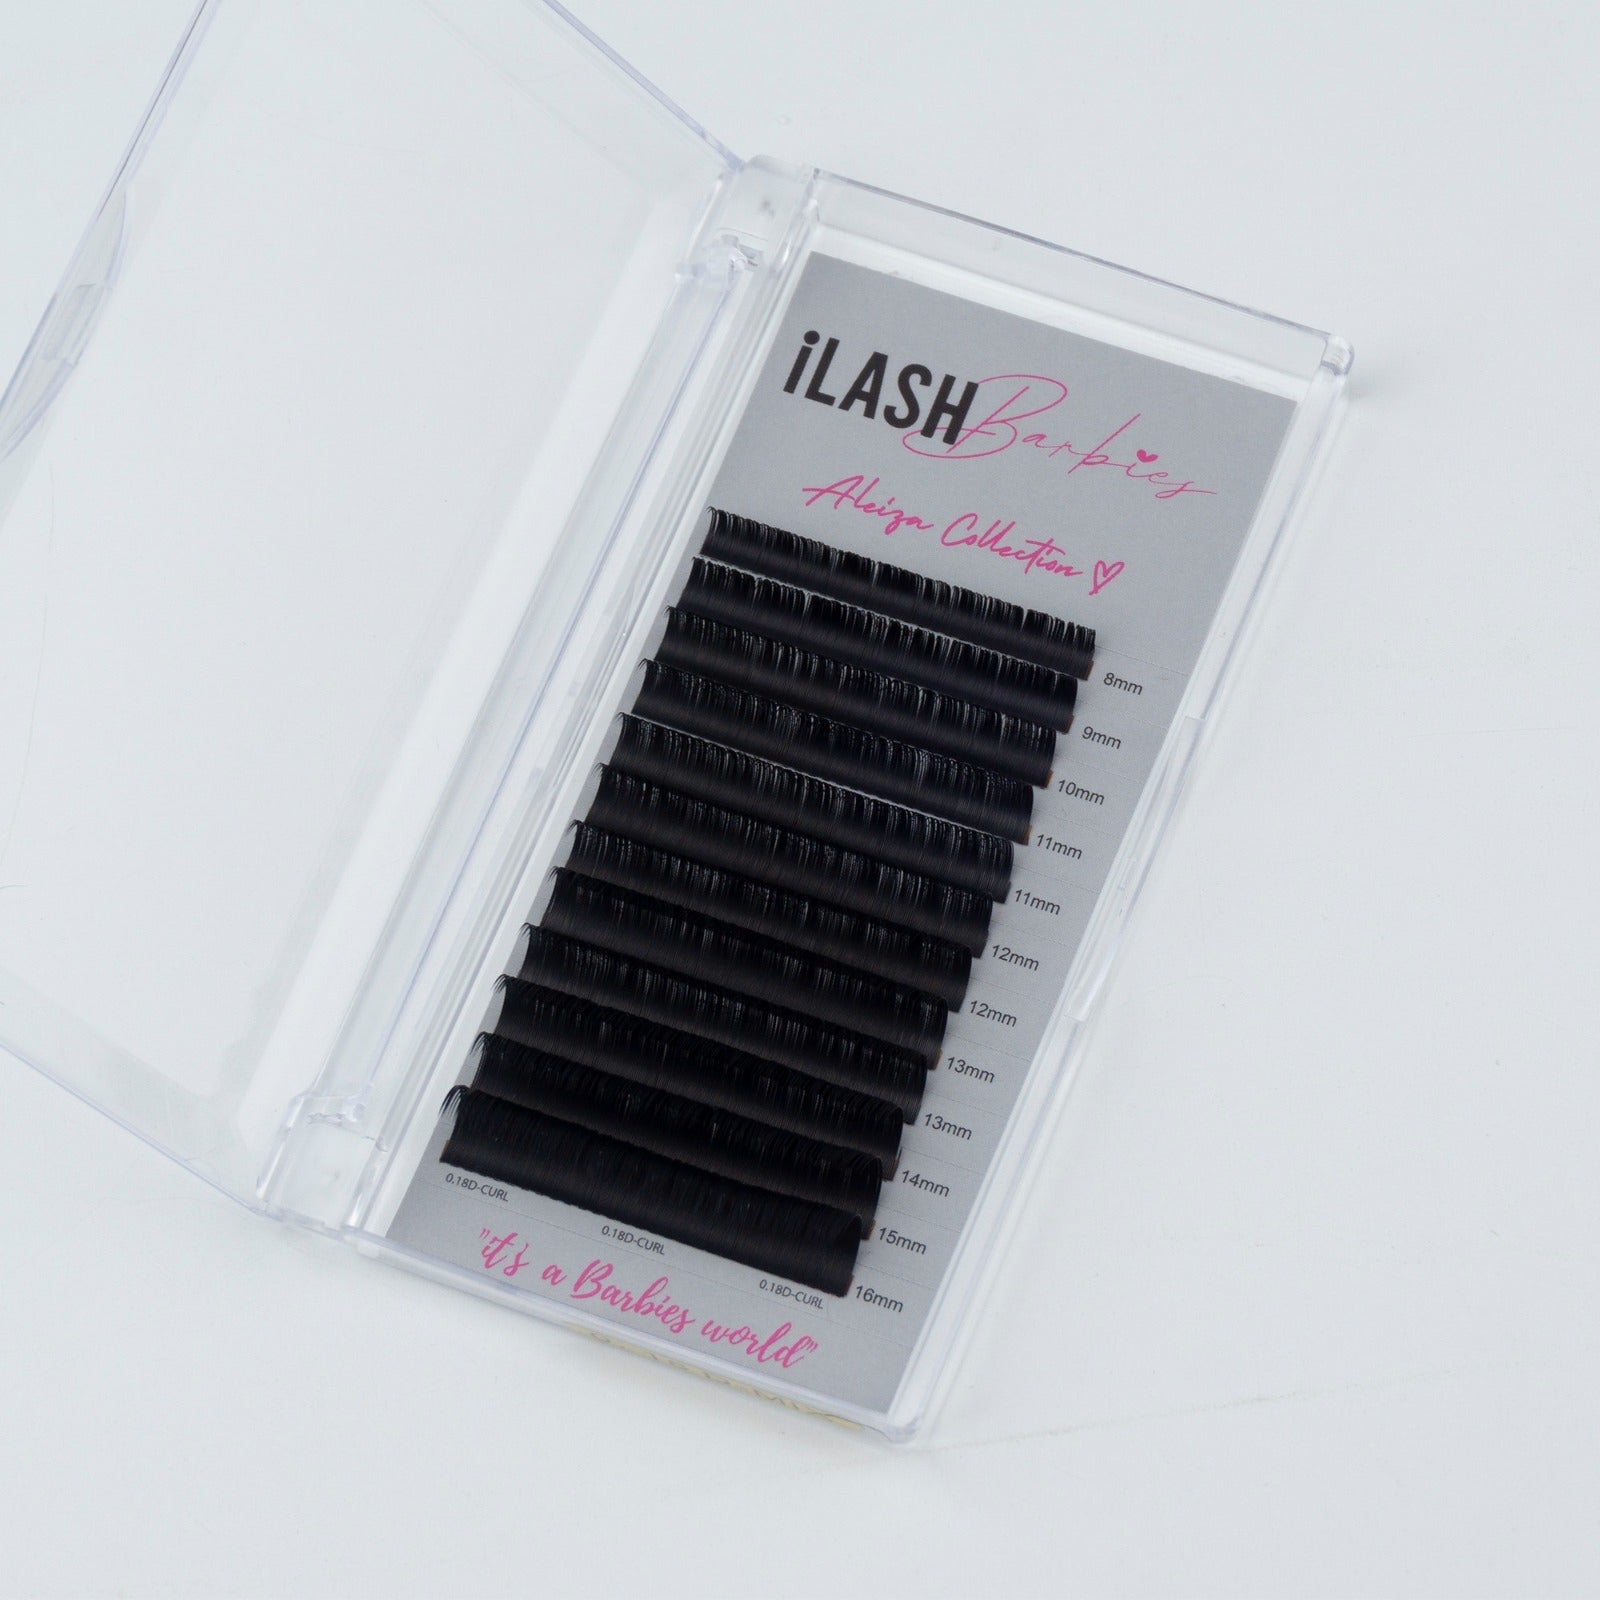 iLASH Barbies
Aleiza Collection
8mm
9mm
10mm
11mm
11mm
12mm
12mm
13mm
13mm
14mm
15mm
16mm
0.18D-CURL
0.18D-CURL
0.18D-CURL
"it's a Barbies world"